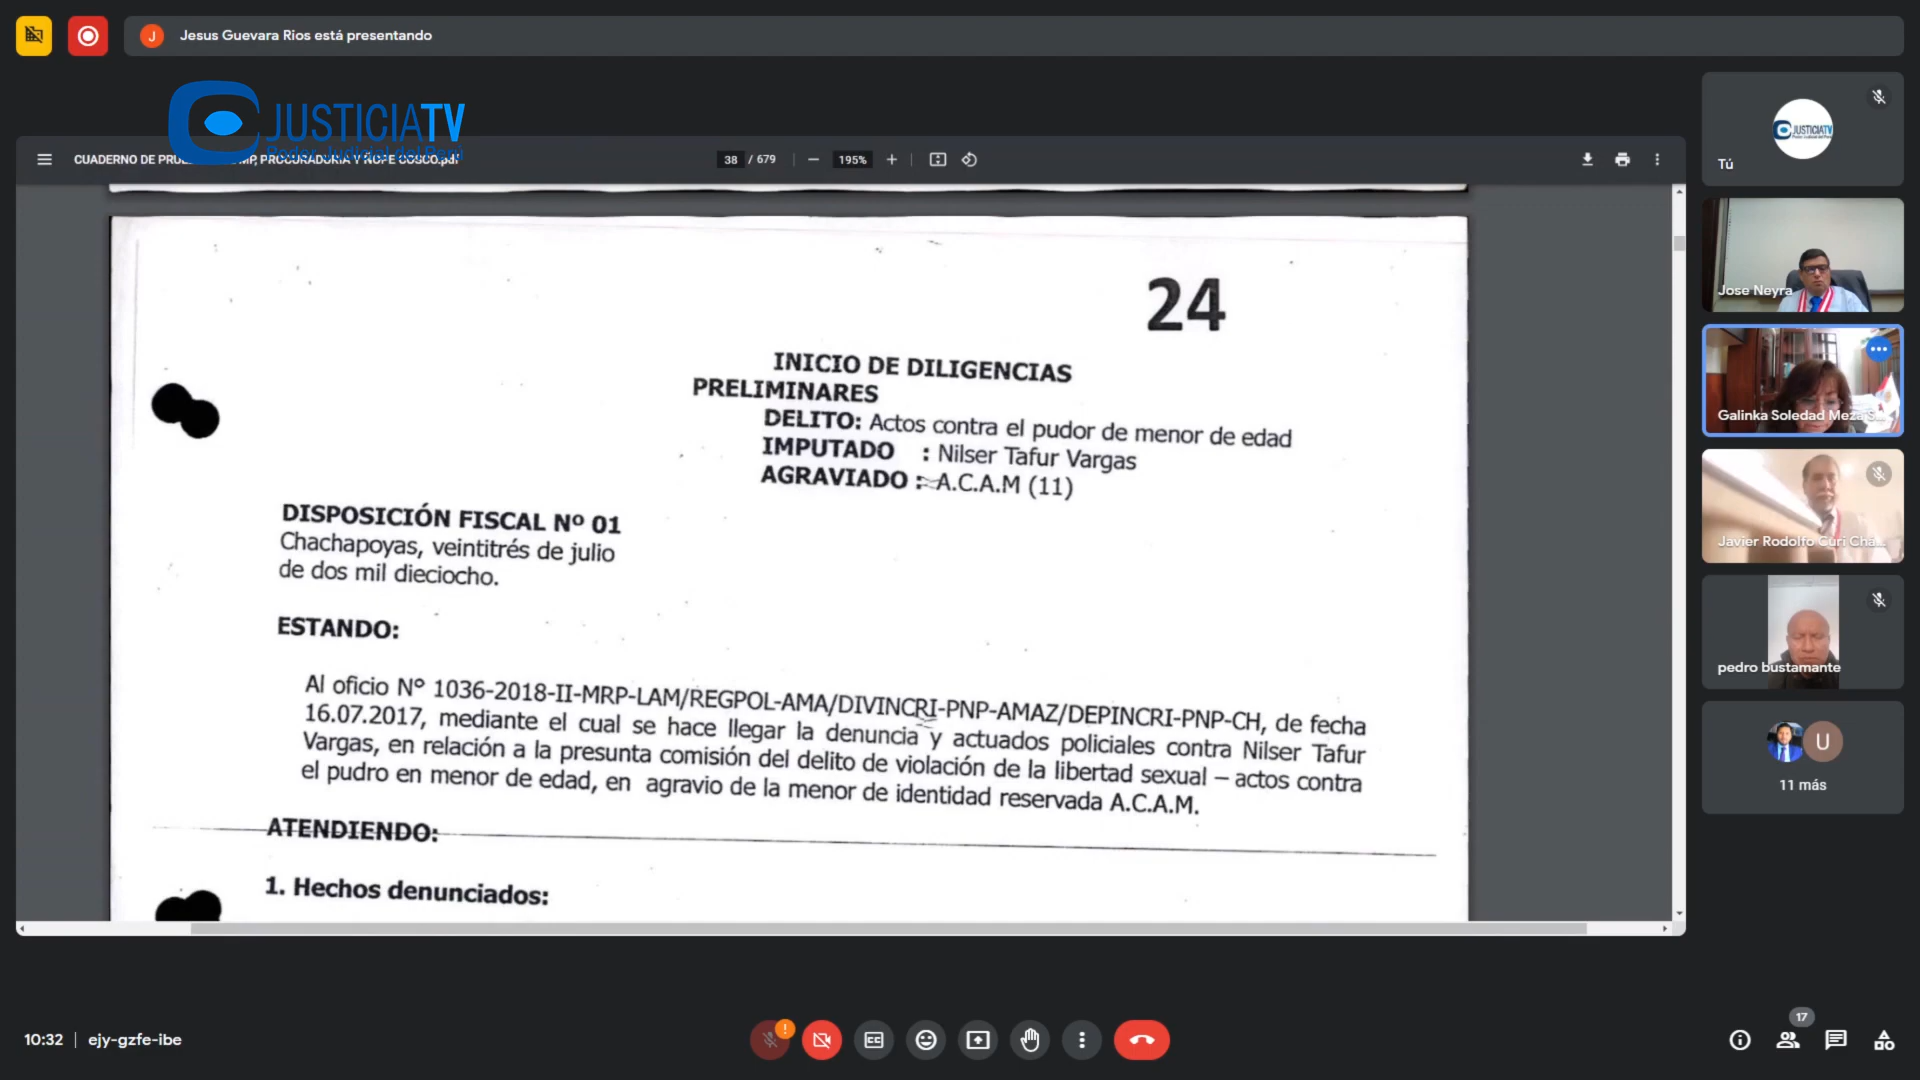 Jesus Guevara Rios está presentando
JUSTICIATV
Poder Judicial del Perú
38 / 679
195%
24
INICIO DE DILIGENCIAS
PRELIMINARES
DELITO: Actos contra el pudor de menor de edad
IMPUTADO : Nilser Tafur Vargas
AGRAVIADO : A.C.A.M (11)
DISPOSICIÓN FISCAL Nº 01
Chachapoyas, veintitrés de julio
de dos mil dieciocho.
ESTANDO:
Al oficio Nº 1036-2018-II-MRP-LAM/REGPOL-AMA/DIVINCRI-PNP-AMAZ/DEPINCRI-PNP-CH, de fecha
16.07.2017, mediante el cual se hace llegar la denuncia y actuados policiales contra Nilser Tafur
Vargas, en relación a la presunta comisión del delito de violación de la libertad sexual – actos contra
el pudro en menor de edad, en agravio de la menor de identidad reservada A.C.A.M.
ATENDIENDO:
1. Hechos denunciados:
JUSTICIATV
Tú
Jose Neyra
Galinka Soledad Meza S...
Javier Rodolfo Curi Chá...
pedro bustamante
U
11 más
10:32 | ejy-gzfe-ibe
17